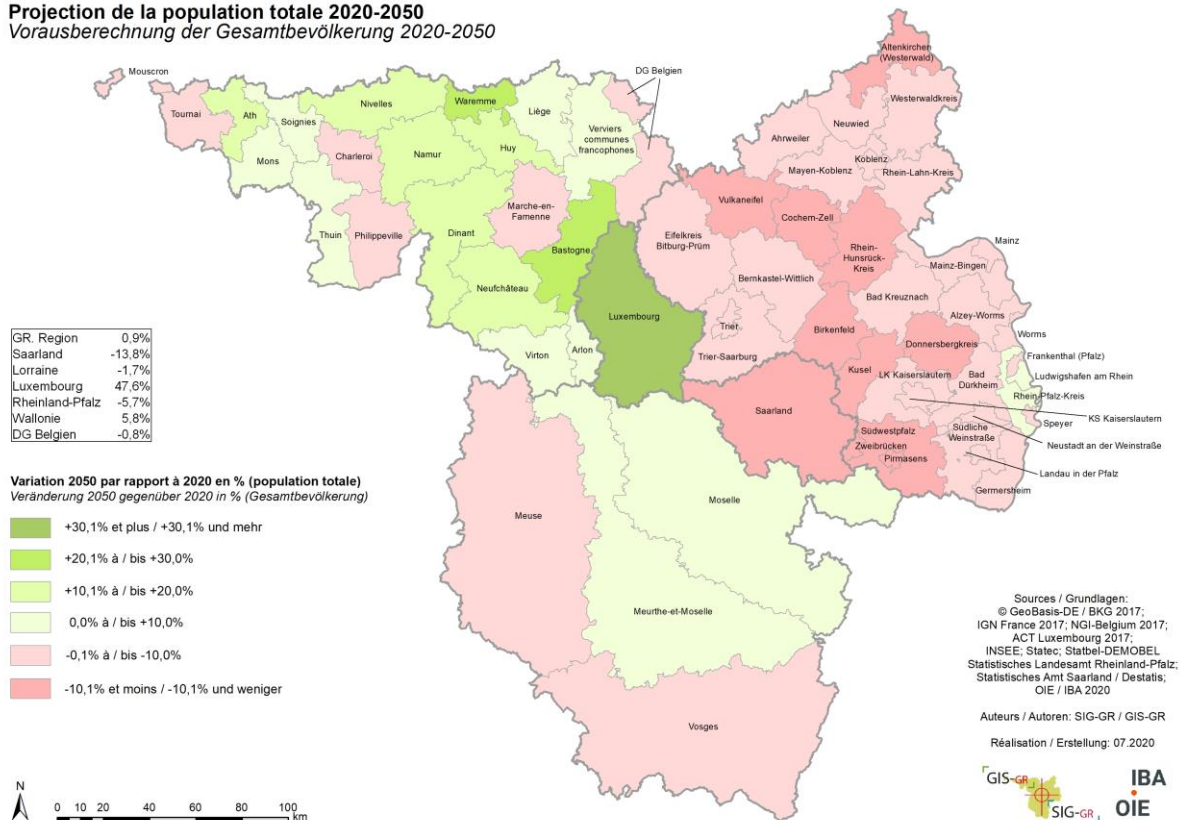 Projection de la population totale 2020-2050
Vorausberechnung der Gesamtbevölkerung 2020-2050
Mouscron
Tournai
Ath
Soignies
Mons
Nivelles
Charleroi
Thuin
Philippeville
Namur
Dinant
Waremme
Huy
Liège
Verviers
communes
francophones
DG Belgien
Marche-en-
Famenne
Bastogne
Neufchâteau
Virton
Arlon
Luxembourg
Altenkirchen
(Westerwald)
Westerwaldkreis
Neuwied
Ahrweiler
Koblenz
Mayen-Koblenz
Rhein-Lahn-Kreis
Vulkaneifel
Cochem-Zell
Eifelkreis
Bitburg-Prüm
Rhein-
Hunsrück-
Kreis
Bernkastel-Wittlich
Mainz
Mainz-Bingen
Bad Kreuznach
Alzey-Worms
Trier
Trier-Saarburg
Birkenfeld
Donnersbergkreis
Worms
Frankenthal (Pfalz)
Ludwigshafen am Rhein
Kusel
LK Kaiserslautern
Bad
Dürkheim
Rhein-Pfalz-Kreis
KS Kaiserslautern
Speyer
Saarland
Südwestpfalz
Zweibrücken
Pirmasens
Südliche
Weinstraße
Neustadt an der Weinstraße
Landau in der Pfalz
Germersheim
Moselle
Meuse
Meurthe-et-Moselle
Vosges
GR. Region 0,9%
Saarland -13,8%
Lorraine -1,7%
Luxembourg 47,6%
Rheinland-Pfalz -5,7%
Wallonie 5,8%
DG Belgien -0,8%
Variation 2050 par rapport à 2020 en % (population totale)
Veränderung 2050 gegenüber 2020 in % (Gesamtbevölkerung)
+30,1% et plus / +30,1% und mehr
+20,1% à / bis +30,0%
+10,1% à / bis +20,0%
0,0% à / bis +10,0%
-0,1% à / bis -10,0%
-10,1% et moins / -10,1% und weniger
N
0 10 20 40 60 80 100
km
Sources / Grundlagen:
© GeoBasis-DE / BKG 2017;
IGN France 2017; NGI-Belgium 2017;
ACT Luxembourg 2017;
INSEE; Statec; Statbel-DEMOBEL
Statistisches Landesamt Rheinland-Pfalz;
Statistisches Amt Saarland / Destatis;
OIE / IBA 2020
Auteurs / Autoren: SIG-GR / GIS-GR
Réalisation / Erstellung: 07.2020
GIS-GR
SIG-GR
IBA
OIE